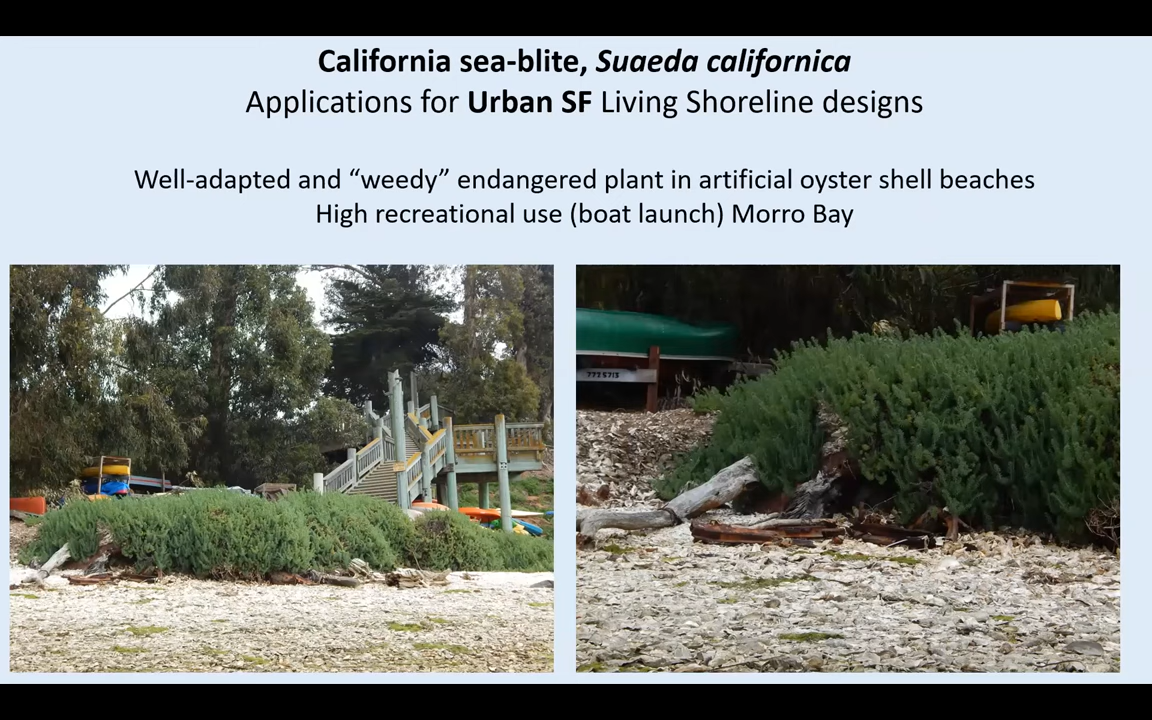 California sea-blite, Suaeda californica
Applications for Urban SF Living Shoreline designs
Well-adapted and “weedy” endangered plant in artificial oyster shell beaches
High recreational use (boat launch) Morro Bay